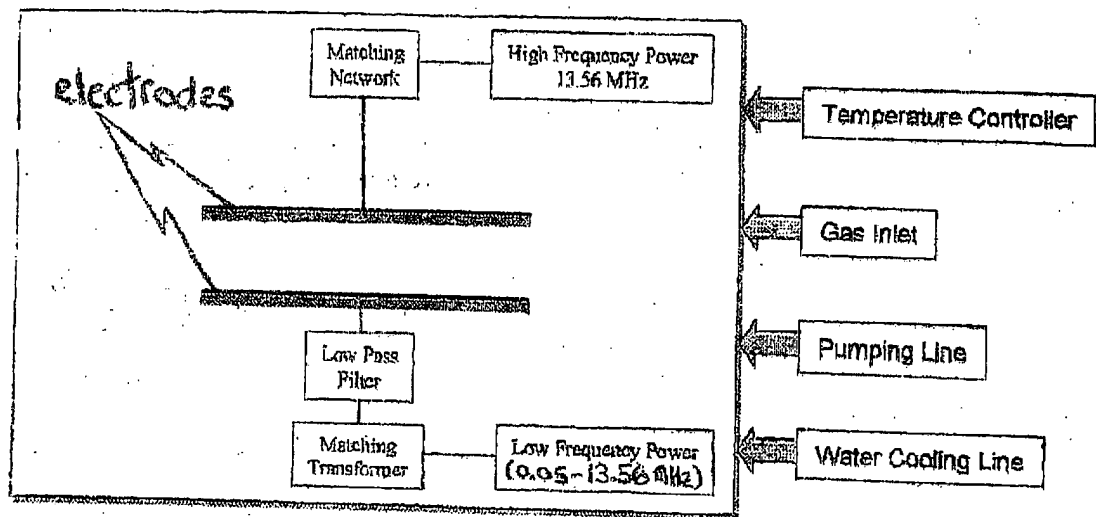 Matching
Network
High Frequency Power
13.56 MHz
electrodes
Temperature Controller
Gas Inlet
Pumping Line
Low Pass
Filter
Matching
Transformer
Low Frequency Power
(0.05-13.56 MHz)
Water Cooling Line